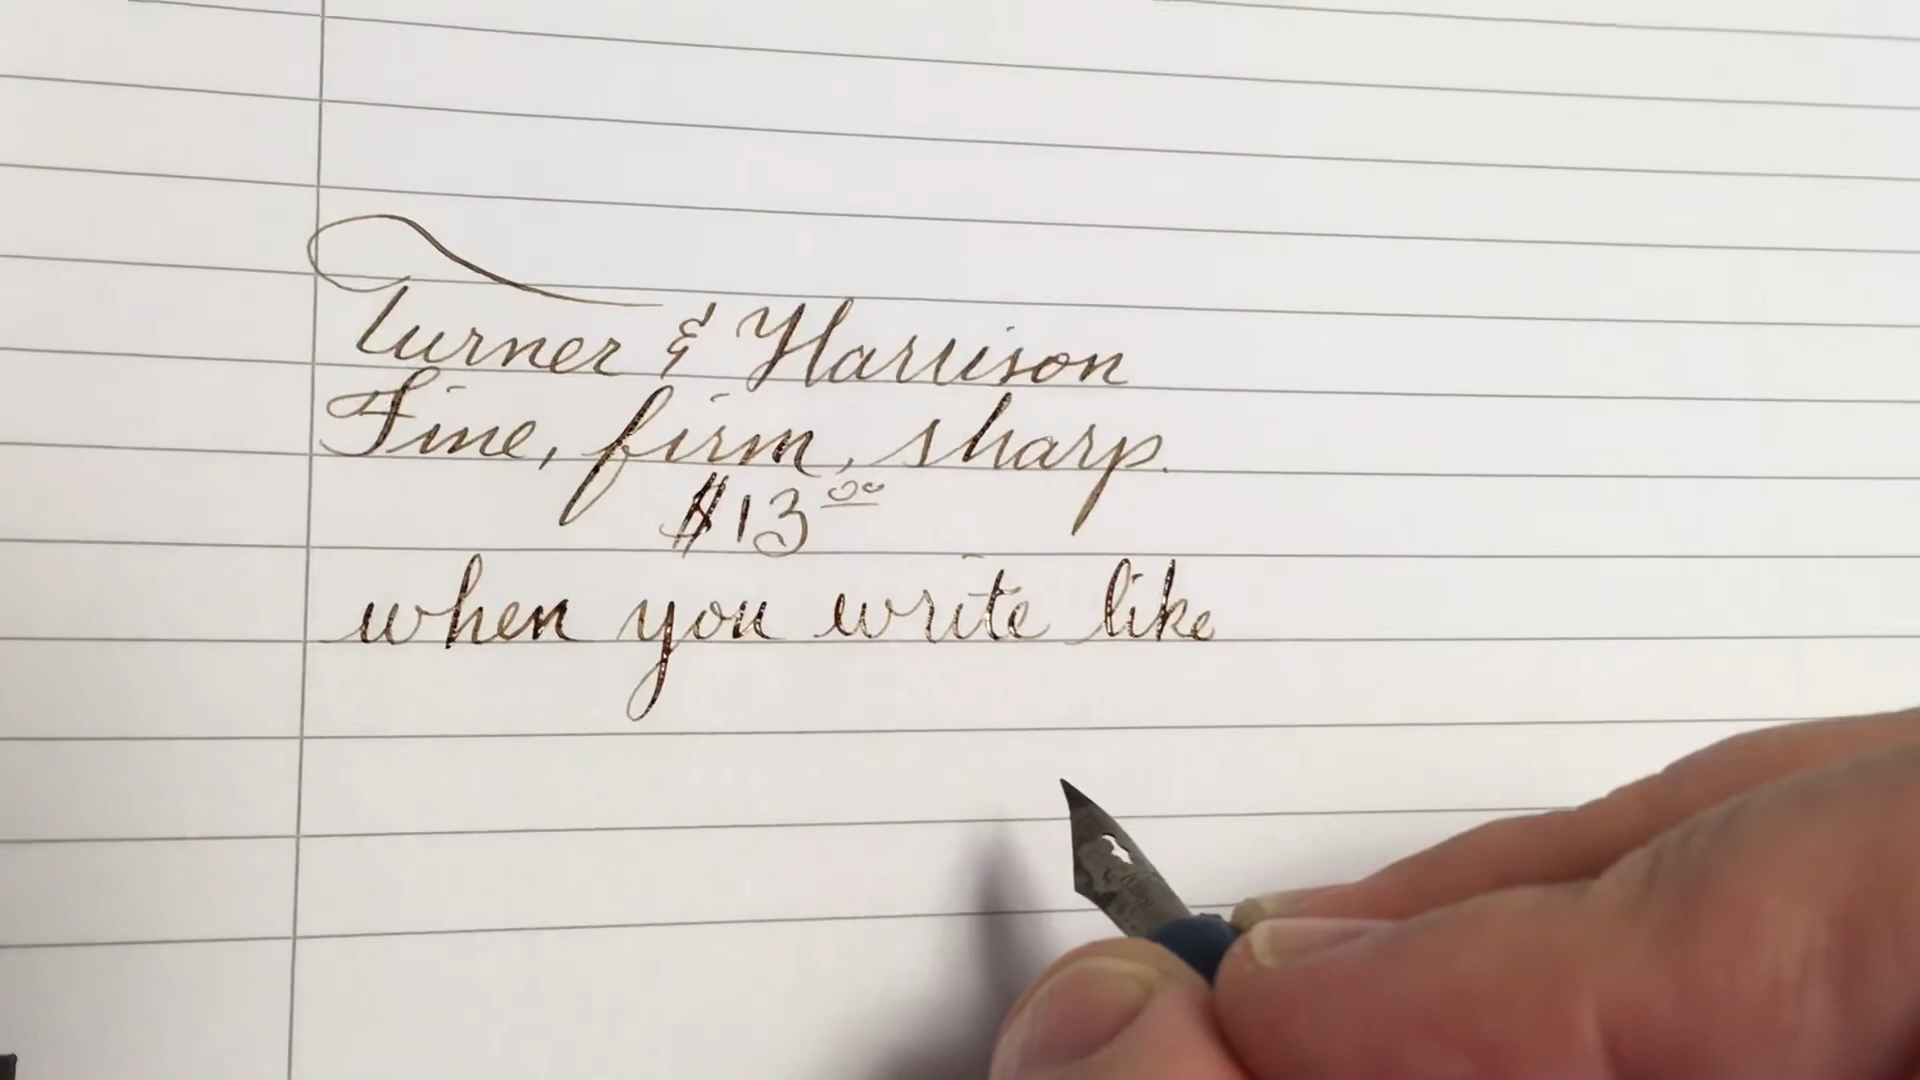 Turner & Harrison
Fine, firm, sharp.
$13.00
when you write like